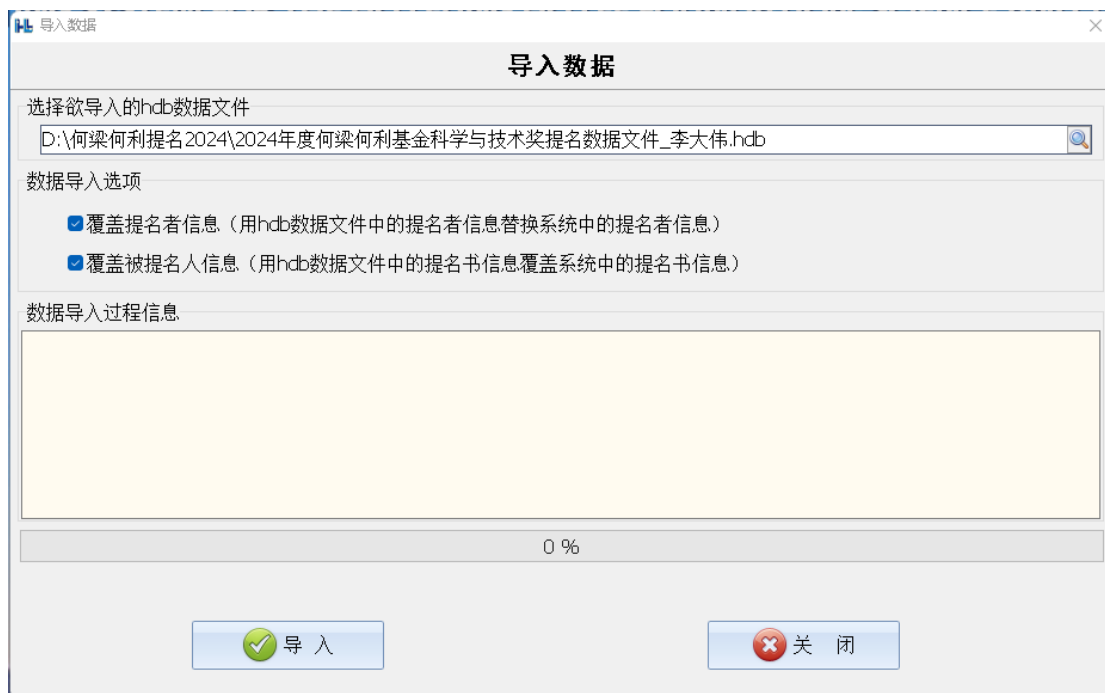 导入数据
导入数据
选择欲导入的hdb数据文件
D:\何梁何利提名2024\2024年度何梁何利基金科学与技术奖提名数据文件_李大伟.hdb
数据导入选项
覆盖提名者信息（用hdb数据文件中的提名者信息替换系统中的提名者信息）
覆盖被提名人信息（用hdb数据文件中的提名书信息覆盖系统中的提名书信息）
数据导入过程信息
0 %
导 入
关 闭